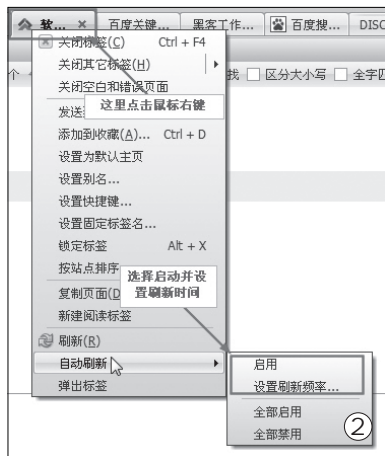 软... × 百度关键... 黑客工作... 百度搜... DISC
关闭标签(C) Ctrl + F4
个
关闭其它标签(H)
找 区分大小写 全字匹
关闭空白和错误页面
发送
这里点击鼠标右键
添加到收藏(A)... Ctrl + D
设置为默认主页
设置别名...
设置快捷键...
设置固定标签名...
锁定标签 Alt + X
按站点排序
选择启动并设
置刷新时间
复制页面(D
新建阅读标签
刷新(R)
自动刷新
启用
弹出标签
设置刷新频率...
全部启用
全部禁用
②